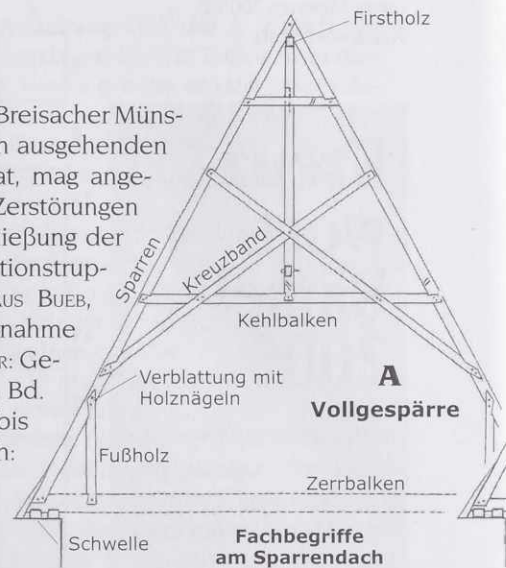 Breisacher Müns-
n ausgehenden
at, mag ange-
Zerstörungen
ießung der
tionstrup-
AUS BUEB,
nahme
R: Ge-
Bd.
ois
n:
Firstholz
Sparren
Kreuzband
Kehlbalken
Verblattung mit
Holznägeln
A
Vollgespärre
Fußholz
Zerrbalken
Schwelle
Fachbegriffe
am Sparrendach